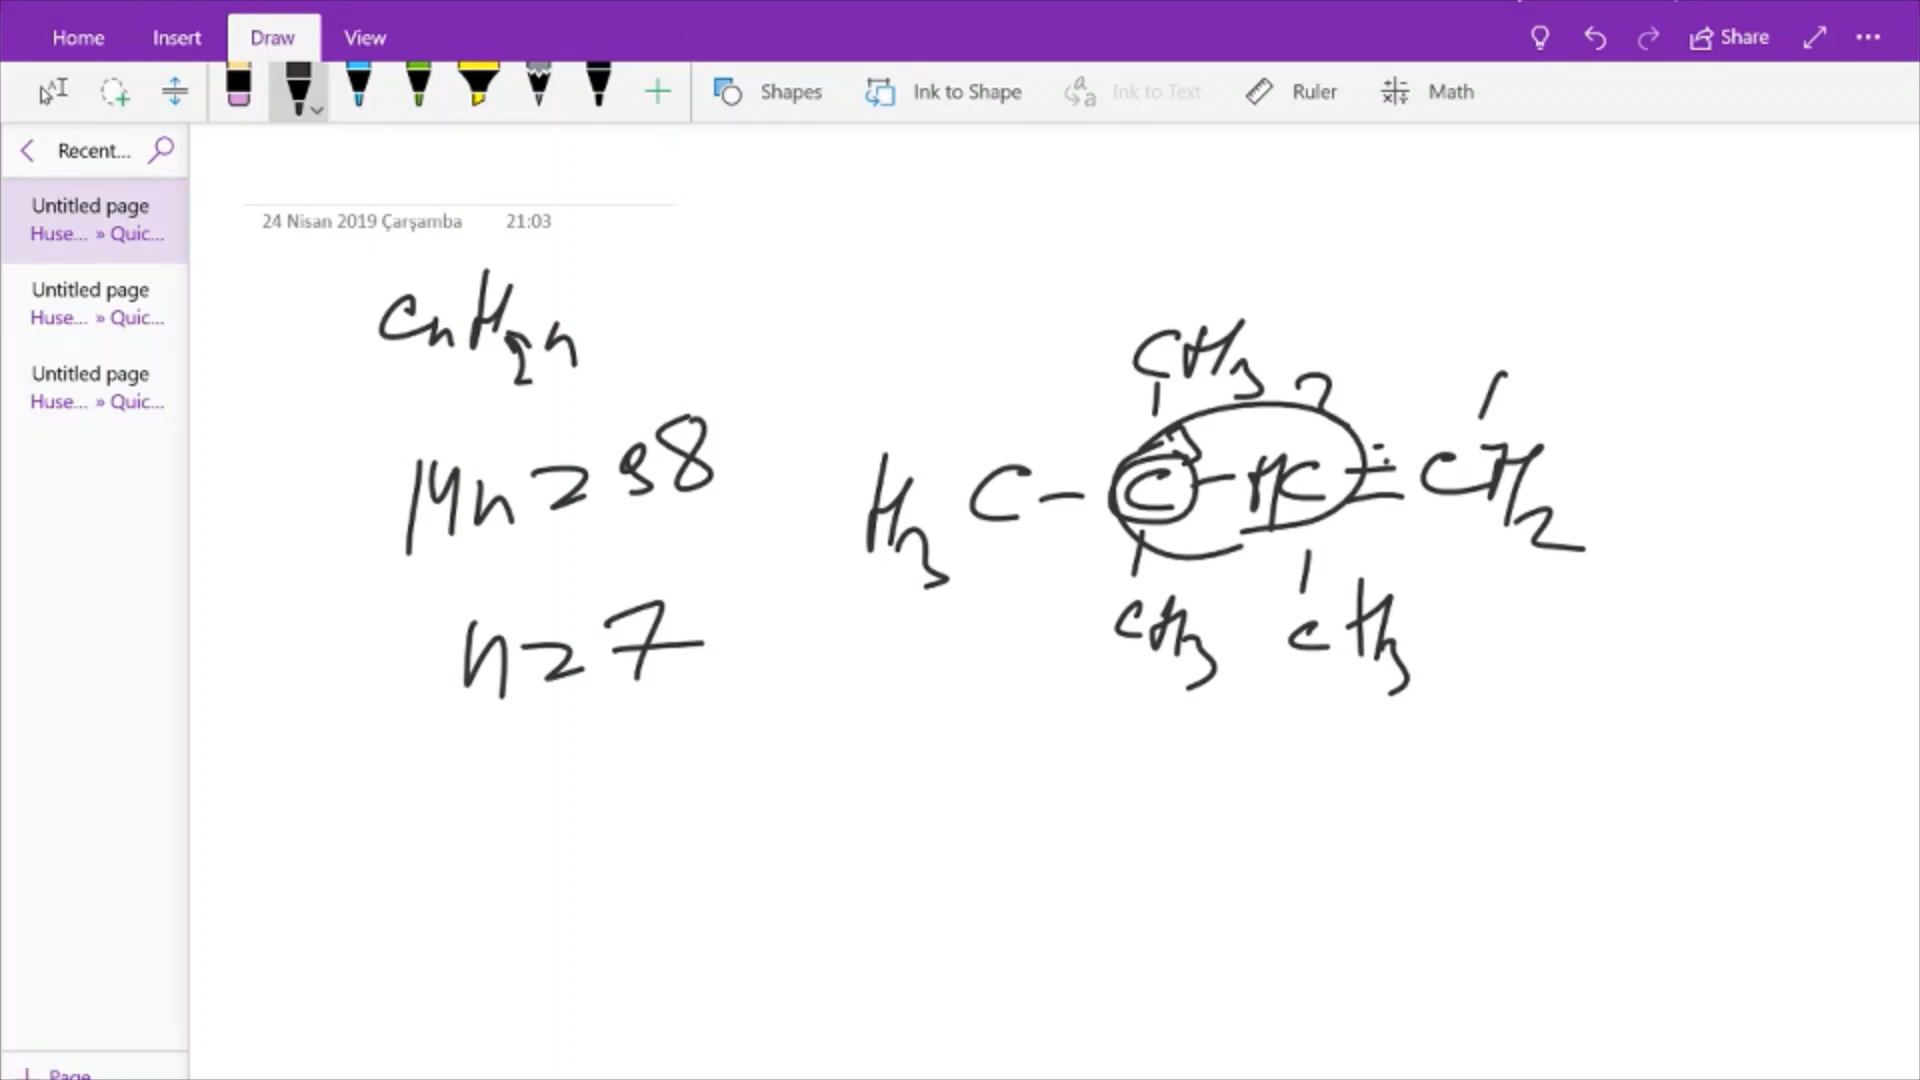 Home Insert Draw View Share
Shapes Ink to Shape Ink to Text Ruler Math
Recent...
Untitled page
Huse... » Quic...
Untitled page
Huse... » Quic...
Untitled page
Huse... » Quic...
24 Nisan 2019 Çarşamba 21:03
CnH2n
14n = 98
n = 7
CH3 2 1
H3C - C - HC = CH2
CH3 CH3
+ Page